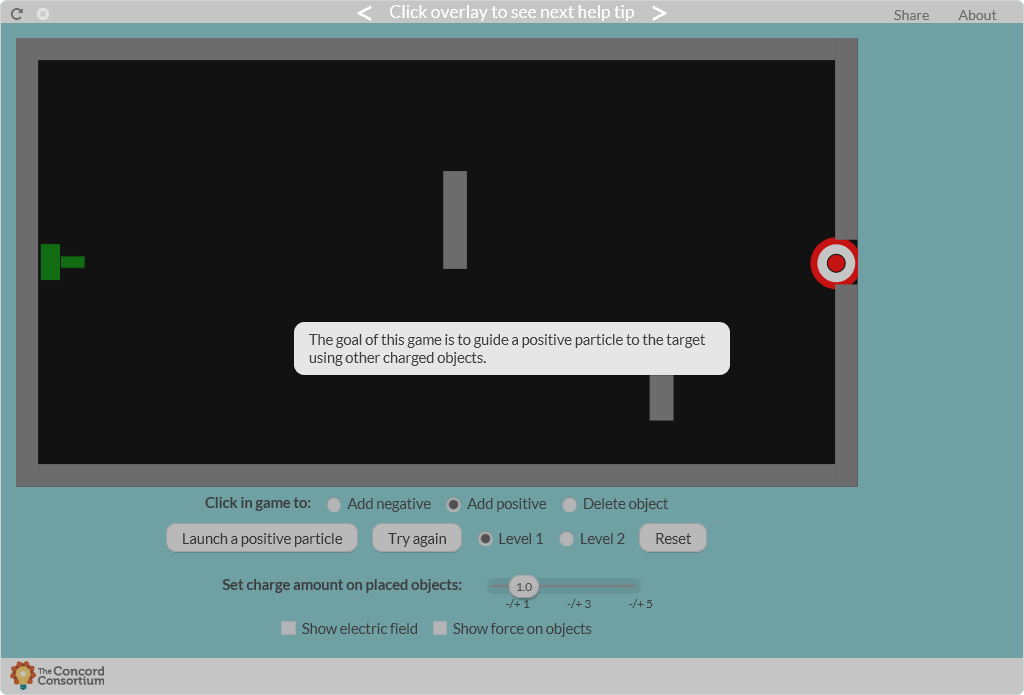 < Click overlay to see next help tip >
Share About
The goal of this game is to guide a positive particle to the target
using other charged objects.
Click in game to: Add negative Add positive Delete object
Launch a positive particle Try again Level 1 Level 2 Reset
Set charge amount on placed objects: 1.0
-/+ 1 -/+ 3 -/+ 5
Show electric field Show force on objects
The Concord
Consortium